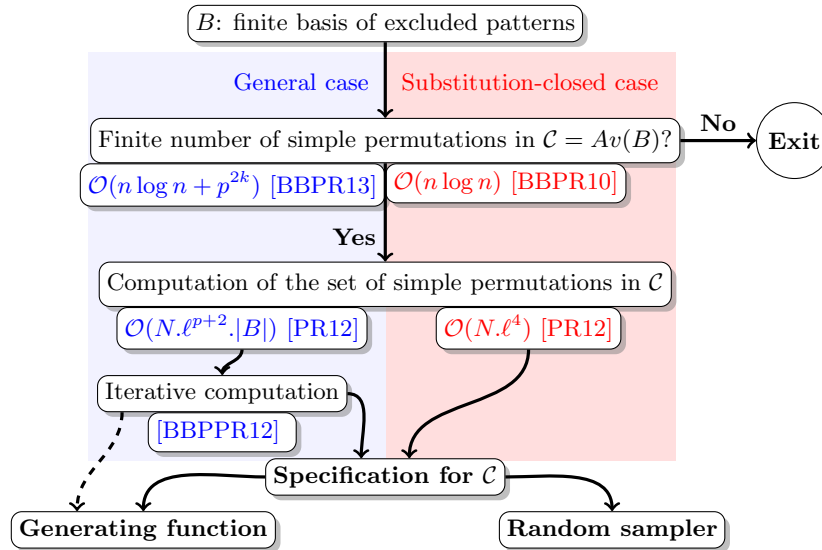 B: finite basis of excluded patterns
General case
Substitution-closed case
Finite number of simple permutations in 𝒞 = Av(B)?
No
Exit
𝒪(n log n + p^{2k}) [BBPR13]
𝒪(n log n) [BBPR10]
Yes
Computation of the set of simple permutations in 𝒞
𝒪(N.ℓ^{p+2}.|B|) [PR12]
𝒪(N.ℓ^4) [PR12]
Iterative computation
[BBPPR12]
Specification for 𝒞
Generating function
Random sampler